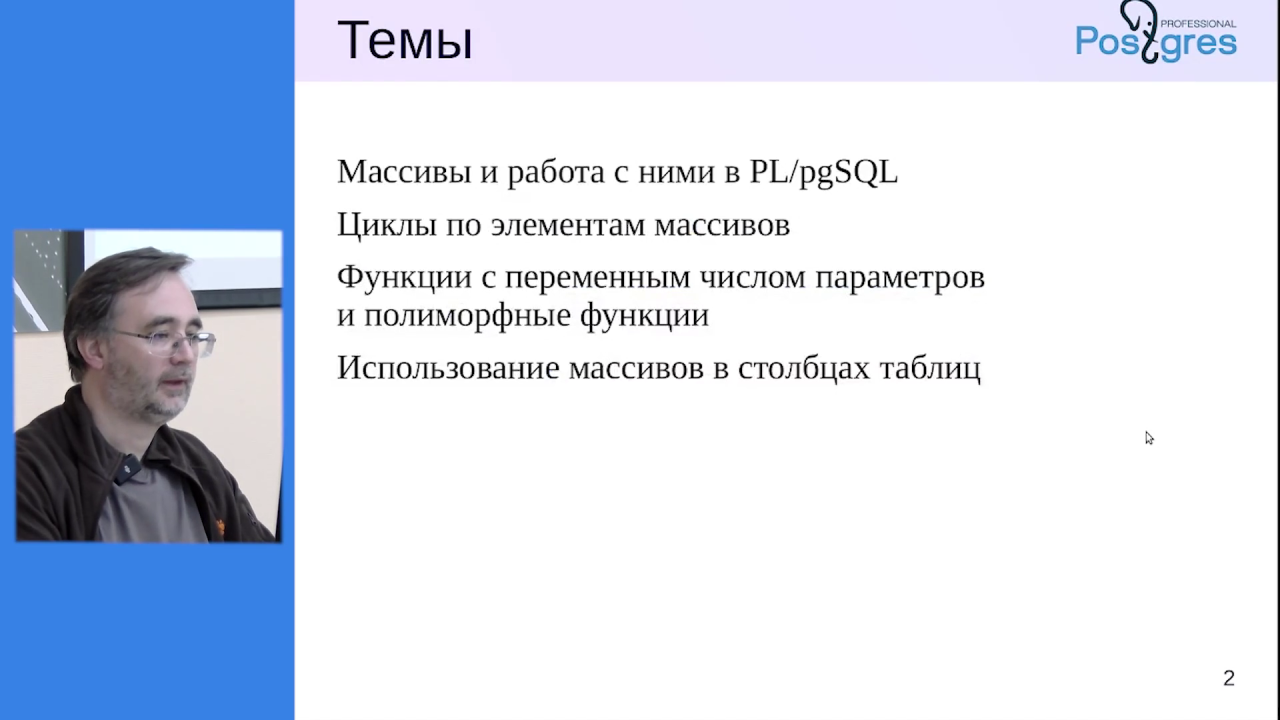 Темы
PROFESSIONAL
Postgres
Массивы и работа с ними в PL/pgSQL
Циклы по элементам массивов
Функции с переменным числом параметров
и полиморфные функции
Использование массивов в столбцах таблиц
2